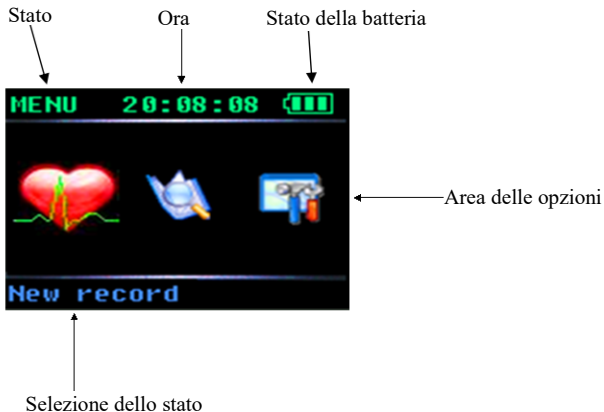 Stato
Ora
Stato della batteria
MENU 20:08:08
Area delle opzioni
New record
Selezione dello stato